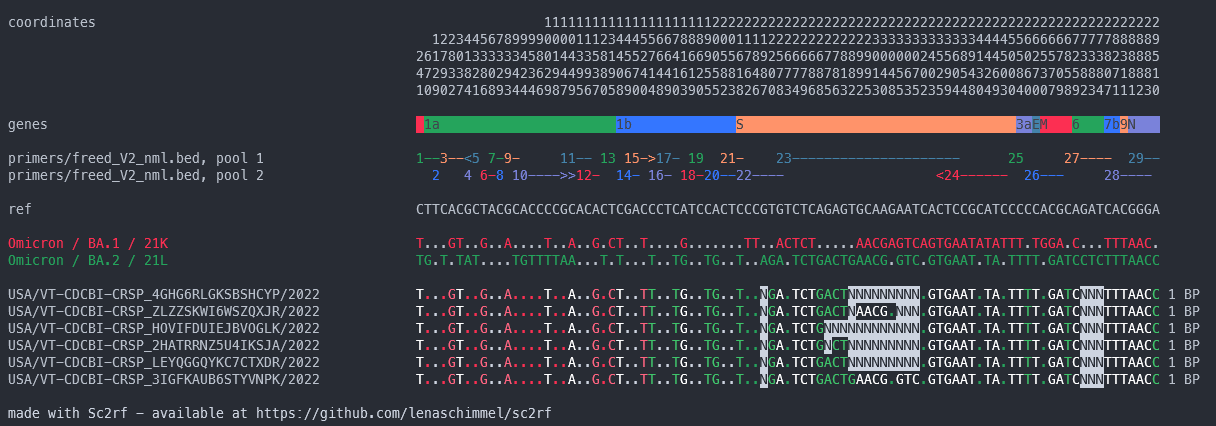 coordinates 11111111111111111111122222222222222222222222222222222222222222222222222222222
1223445678999900001112344455667888900011112222222222223333333333333444455666666777778888​89
261780133333345801443358145527664166905567892566666778899000000245568914450502557823338238885
472933828029423629449938906741441612558816480777788781899144567002905432600867370558880718881
109027416893444698795670589004890390552382670834968563225308535235944804930400079892347111230
genes 1a 1b S 3a E M 6 7b 9 N
primers/freed_V2_nml.bed, pool 1 1--3--<5 7-9- 11-- 13 15->17- 19 21- 23--------------------- 25 27---- 29--
primers/freed_V2_nml.bed, pool 2 2 4 6-8 10---->>12- 14- 16- 18-20--22---- <24------ 26--- 28----
ref CTTCACGCTACGCACCCCGCACACTCGACCCTCATCCACTCCCGTGTCTCAGAGTGCAAGAATCACTCCGCATCCCCCACGCAGATCACGGGA
Omicron / BA.1 / 21K T...GT..G..A....T..A..G.CT..T....G.......TT..ACTCT.....AACGAGTCAGTGAATATATTT.TGGA.C...TTTAAC.
Omicron / BA.2 / 21L TG.T.TAT....TGTTTTAA...T.T...T..TG..TG..T..AGA.TCTGACTGAACG.GTC.GTGAAT.TA.TTTT.GATCCTCTTTAACC
USA/VT-CDCBI-CRSP_4GHG6RLGKSBSHCYP/2022 T...GT..G..A....T..A..G.CT..TT..TG..TG..T..NGA.TCTGACTNNNNNNNNN.GTGAAT.TA.TTTT.GATCNNNTTTAACC 1 BP
USA/VT-CDCBI-CRSP_ZLZZSKWI6WSZQXJR/2022 T...GT..G..A....T..A..G.CT..TT..TG..TG..T..NGA.TCTGACTNAACG.NNN.GTGAAT.TA.TTTT.GATCNNNTTTAACC 1 BP
USA/VT-CDCBI-CRSP_HOVIFDUIEJBVOGLK/2022 T...GT..G..A....T..A..G.CT..TT..TG..TG..T..NGA.TCTGNNNNNNNNNNNN.GTGAAT.TA.TTTT.GATCNNNTTTAACC 1 BP
USA/VT-CDCBI-CRSP_2HATRRNZ5U4IKSJA/2022 T...GT..G..A....T..A..G.CT..TT..TG..TG..T..NGA.TCTGNCTNNNNNNNNN.GTGAAT.TA.TTTT.GATCNNNTTTAACC 1 BP
USA/VT-CDCBI-CRSP_LEYQGGQYKC7CTXDR/2022 T...GT..G..A....T..A..G.CT..TT..TG..TG..T..NGA.TCTGACTNNNNNNNNN.GTGAAT.TA.TTTT.GATCNNNTTTAACC 1 BP
USA/VT-CDCBI-CRSP_3IGFKAUB6STYVNPK/2022 T...GT..G..A....T..A..G.CT..TT..TG..TG..T..NGA.TCTGACTGAACG.GTC.GTGAAT.TA.TTTT.GATCNNNTTTAACC 1 BP
made with Sc2rf - available at https://github.com/lenaschimmel/sc2rf